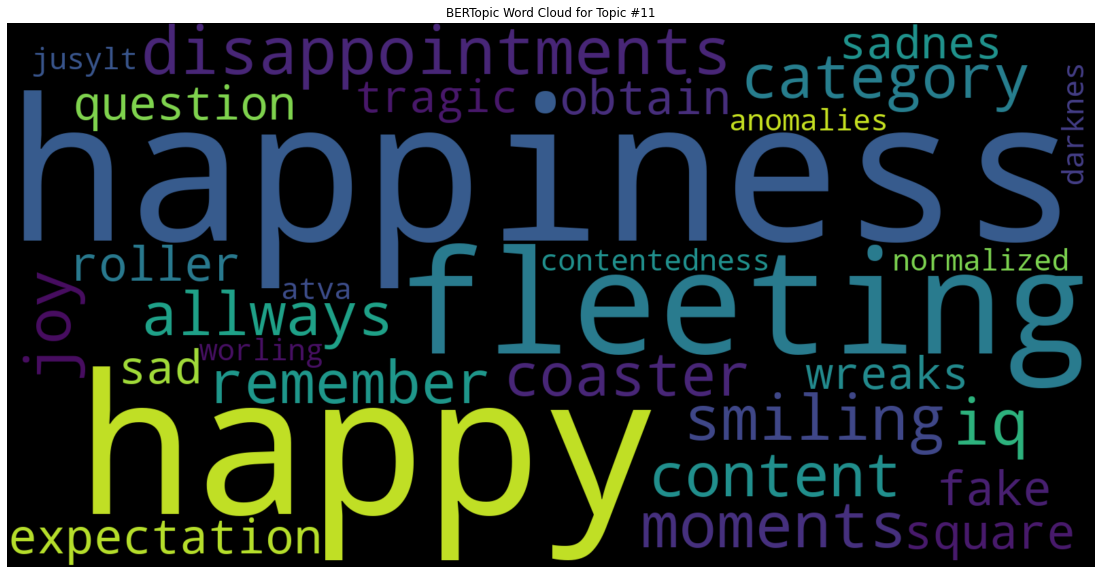 BERTopic Word Cloud for Topic #11
jusylt disappointments sadnes
category
question tragic obtain
anomalies
darknes
happiness
roller contentedness normalized
atva
fleeting
joy
allways
worling
sad remember coaster wreaks
happy
smiling iq
content fake
expectation moments square